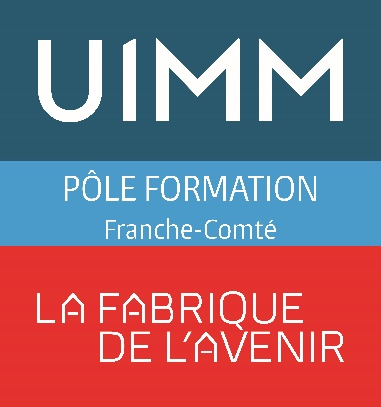 UIMM
PÔLE FORMATION
Franche-Comté
LA FABRIQUE
DE L'AVENIR